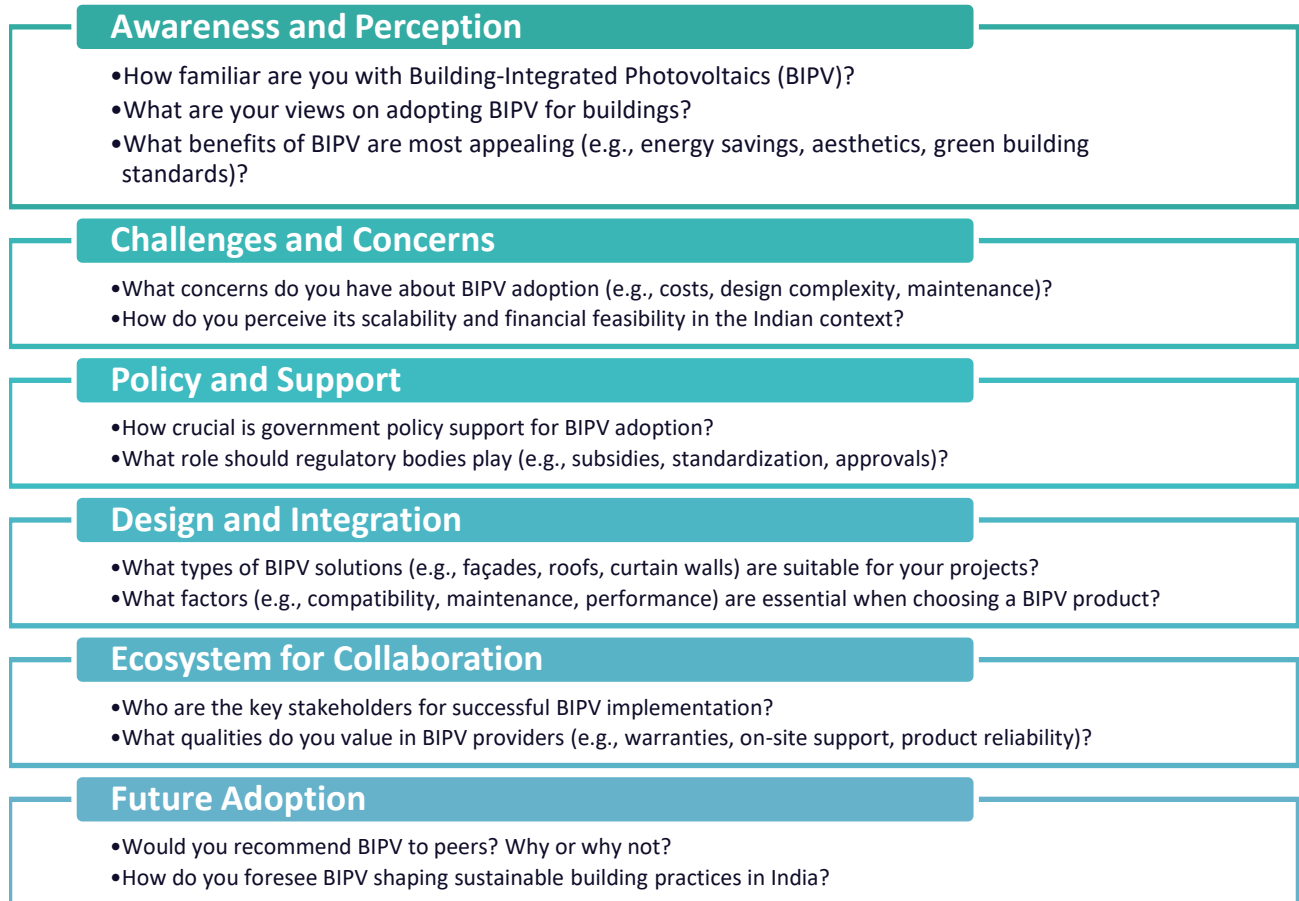 Awareness and Perception
•How familiar are you with Building-Integrated Photovoltaics (BIPV)?
•What are your views on adopting BIPV for buildings?
•What benefits of BIPV are most appealing (e.g., energy savings, aesthetics, green building
standards)?
Challenges and Concerns
•What concerns do you have about BIPV adoption (e.g., costs, design complexity, maintenance)?
•How do you perceive its scalability and financial feasibility in the Indian context?
Policy and Support
•How crucial is government policy support for BIPV adoption?
•What role should regulatory bodies play (e.g., subsidies, standardization, approvals)?
Design and Integration
•What types of BIPV solutions (e.g., façades, roofs, curtain walls) are suitable for your projects?
•What factors (e.g., compatibility, maintenance, performance) are essential when choosing a BIPV product?
Ecosystem for Collaboration
•Who are the key stakeholders for successful BIPV implementation?
•What qualities do you value in BIPV providers (e.g., warranties, on-site support, product reliability)?
Future Adoption
•Would you recommend BIPV to peers? Why or why not?
•How do you foresee BIPV shaping sustainable building practices in India?